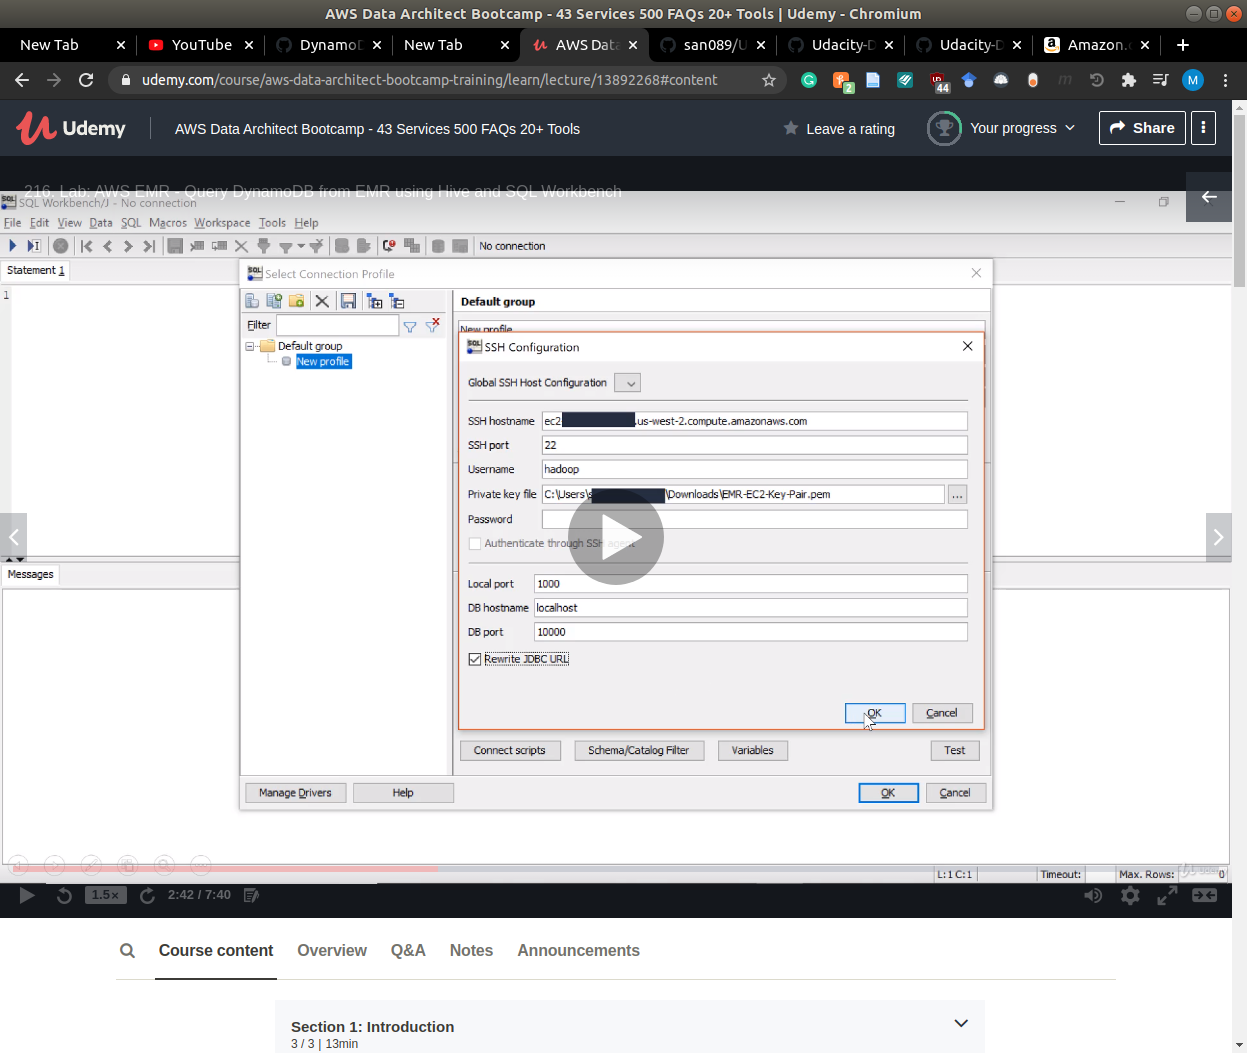 AWS Data Architect Bootcamp - 43 Services 500 FAQs 20+ Tools | Udemy - Chromium
New Tab
YouTube
DynamoD
New Tab
AWS Data
san089/U
Udacity-D
Udacity-D
Amazon.c
udemy.com/course/aws-data-architect-bootcamp-training/learn/lecture/13892268#content
2
44
M
Udemy
AWS Data Architect Bootcamp - 43 Services 500 FAQs 20+ Tools
Leave a rating
Your progress
Share
216. Lab: AWS EMR - Query DynamoDB from EMR using Hive and SQL Workbench
SQL Workbench/J - No connection
File Edit View Data SQL Macros Workspace Tools Help
No connection
Statement 1
1
Select Connection Profile
Filter
Default group
New profile
Default group
New profile
SSH Configuration
Global SSH Host Configuration
SSH hostname ec2 .us-west-2.compute.amazonaws.com
SSH port 22
Username hadoop
Private key file C:\Users\s \Downloads\EMR-EC2-Key-Pair.pem ...
Password
Authenticate through SSH agent
Local port 1000
DB hostname localhost
DB port 10000
Rewrite JDBC URL
OK Cancel
Connect scripts Schema/Catalog Filter Variables Test
Manage Drivers Help OK Cancel
Messages
L:1 C:1 Timeout: Max. Rows: 0
Udemy
1.5× 2:42 / 7:40
Course content Overview Q&A Notes Announcements
Section 1: Introduction
3 / 3 | 13min